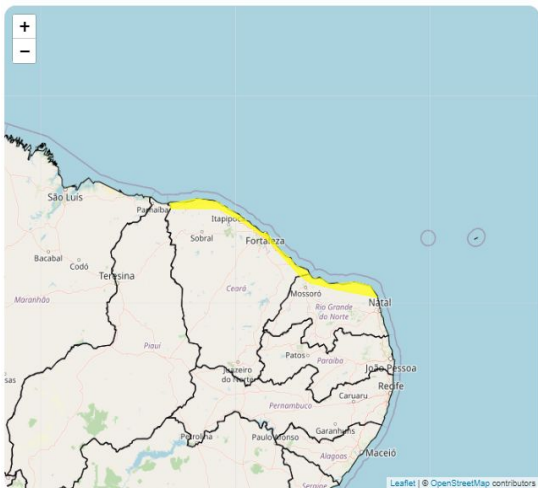 +
−
São Luís
Parnaíba
Itapipoca
Sobral
Fortaleza
Bacabal
Codó
Teresina
Ceará
Mossoró
Maranhão
Rio Grande
do Norte
Natal
Piauí
Patos
Paraíba
João Pessoa
Juazeiro
do Norte
Recife
Caruaru
Pernambuco
Petrolina
Paulo Afonso
Garanhuns
Alagoas
Maceió
Leaflet | © OpenStreetMap contributors